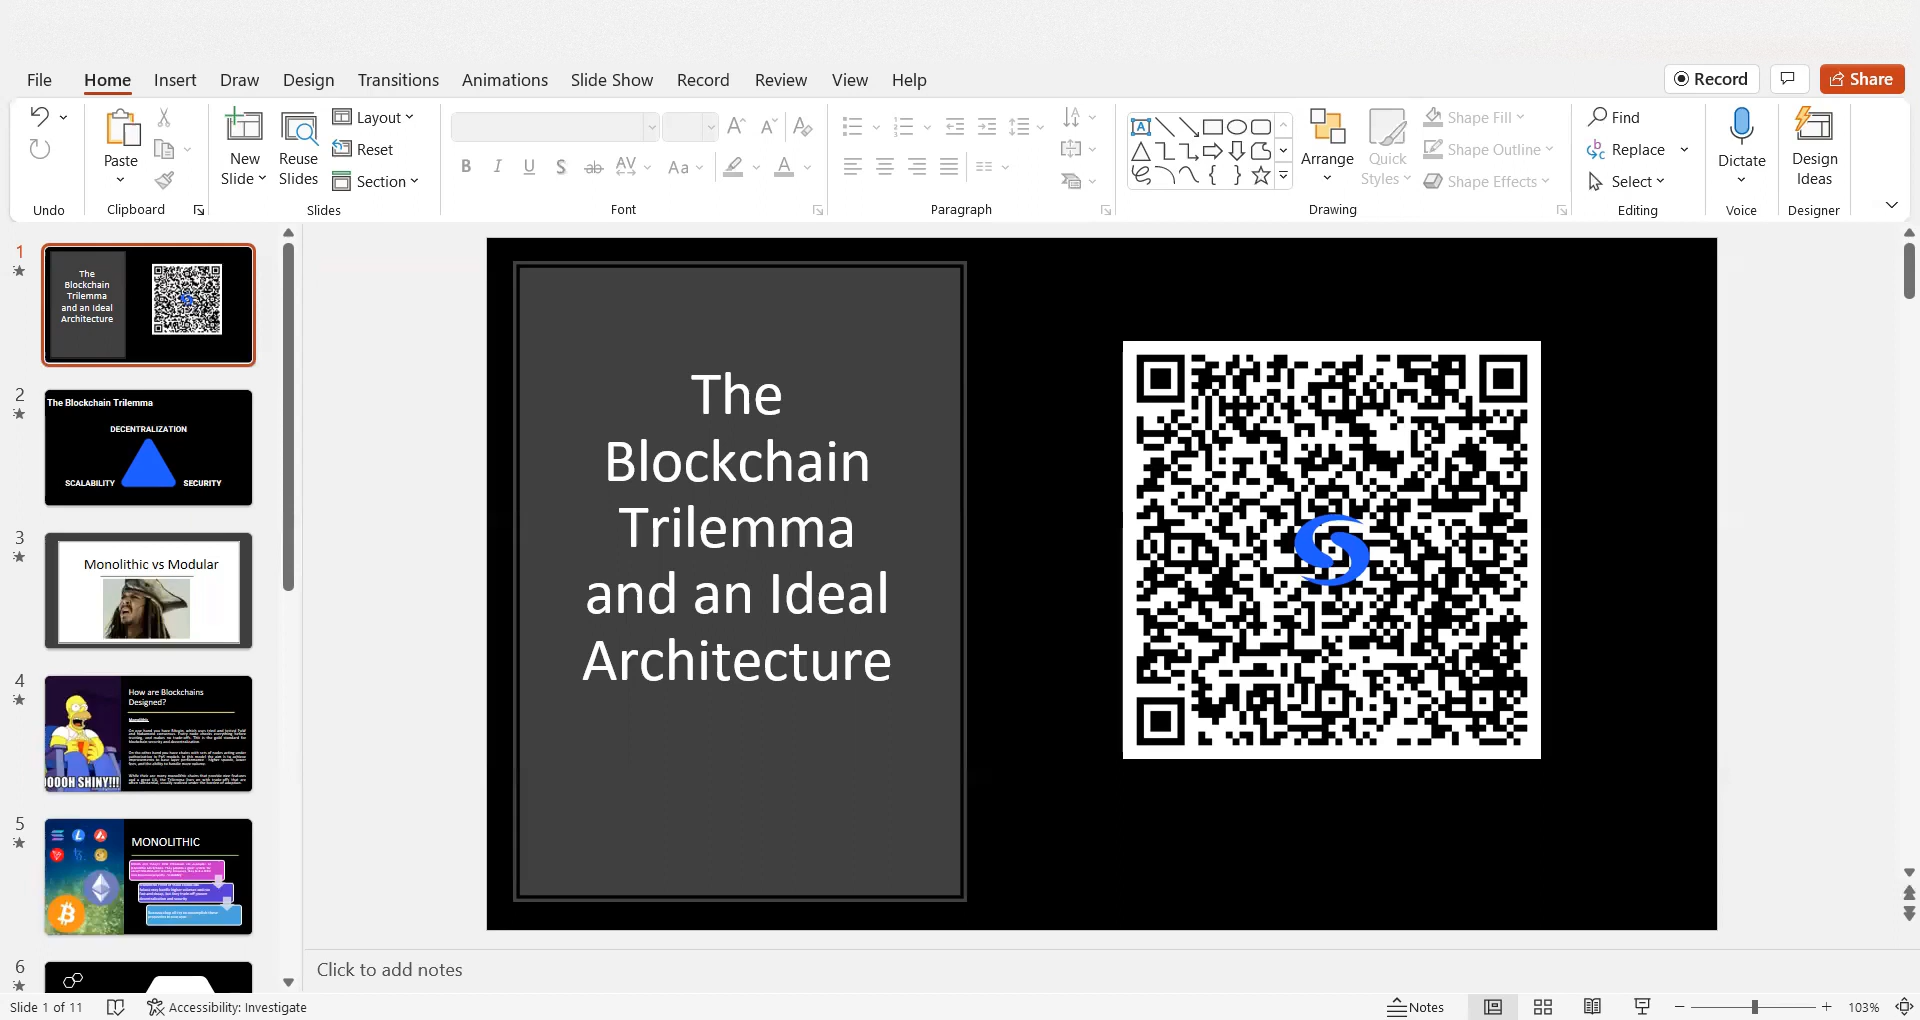 File Home Insert Draw Design Transitions Animations Slide Show Record Review View Help Record Share
Paste
New Slide
Reuse Slides
Layout
Reset
Section
B I U S ab AV Aa A
Arrange
Quick Styles
Shape Fill
Shape Outline
Shape Effects
Find
Replace
Select
Dictate
Design Ideas
Undo Clipboard Slides Font Paragraph Drawing Editing Voice Designer
1
The
Blockchain
Trilemma
and an Ideal
Architecture
2
The Blockchain Trilemma
DECENTRALIZATION
SCALABILITY SECURITY
3
Monolithic vs Modular
4
How are Blockchains
Designed?
Monolithic
OOOH SHINY!!!
5
MONOLITHIC
6
The
Blockchain
Trilemma
and an Ideal
Architecture
Click to add notes
Slide 1 of 11 Accessibility: Investigate Notes 103%